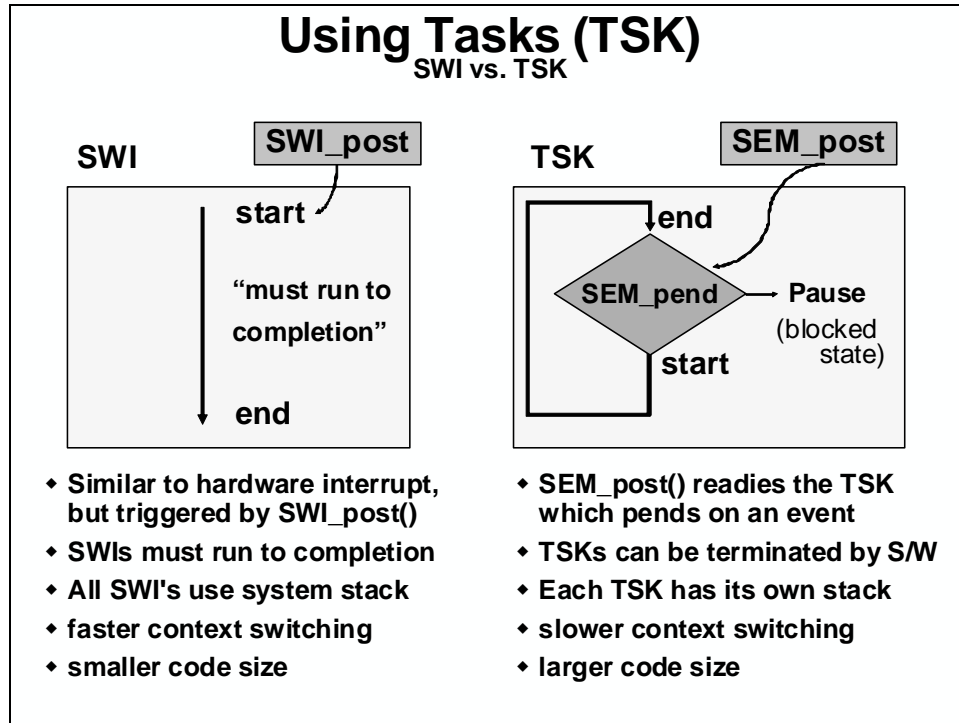 Using Tasks (TSK)
SWI vs. TSK
SWI
SWI_post
start
“must run to
completion”
end
TSK
SEM_post
end
SEM_pend
Pause
(blocked
state)
start
◆ Similar to hardware interrupt,
but triggered by SWI_post()
◆ SWIs must run to completion
◆ All SWI's use system stack
◆ faster context switching
◆ smaller code size
◆ SEM_post() readies the TSK
which pends on an event
◆ TSKs can be terminated by S/W
◆ Each TSK has its own stack
◆ slower context switching
◆ larger code size